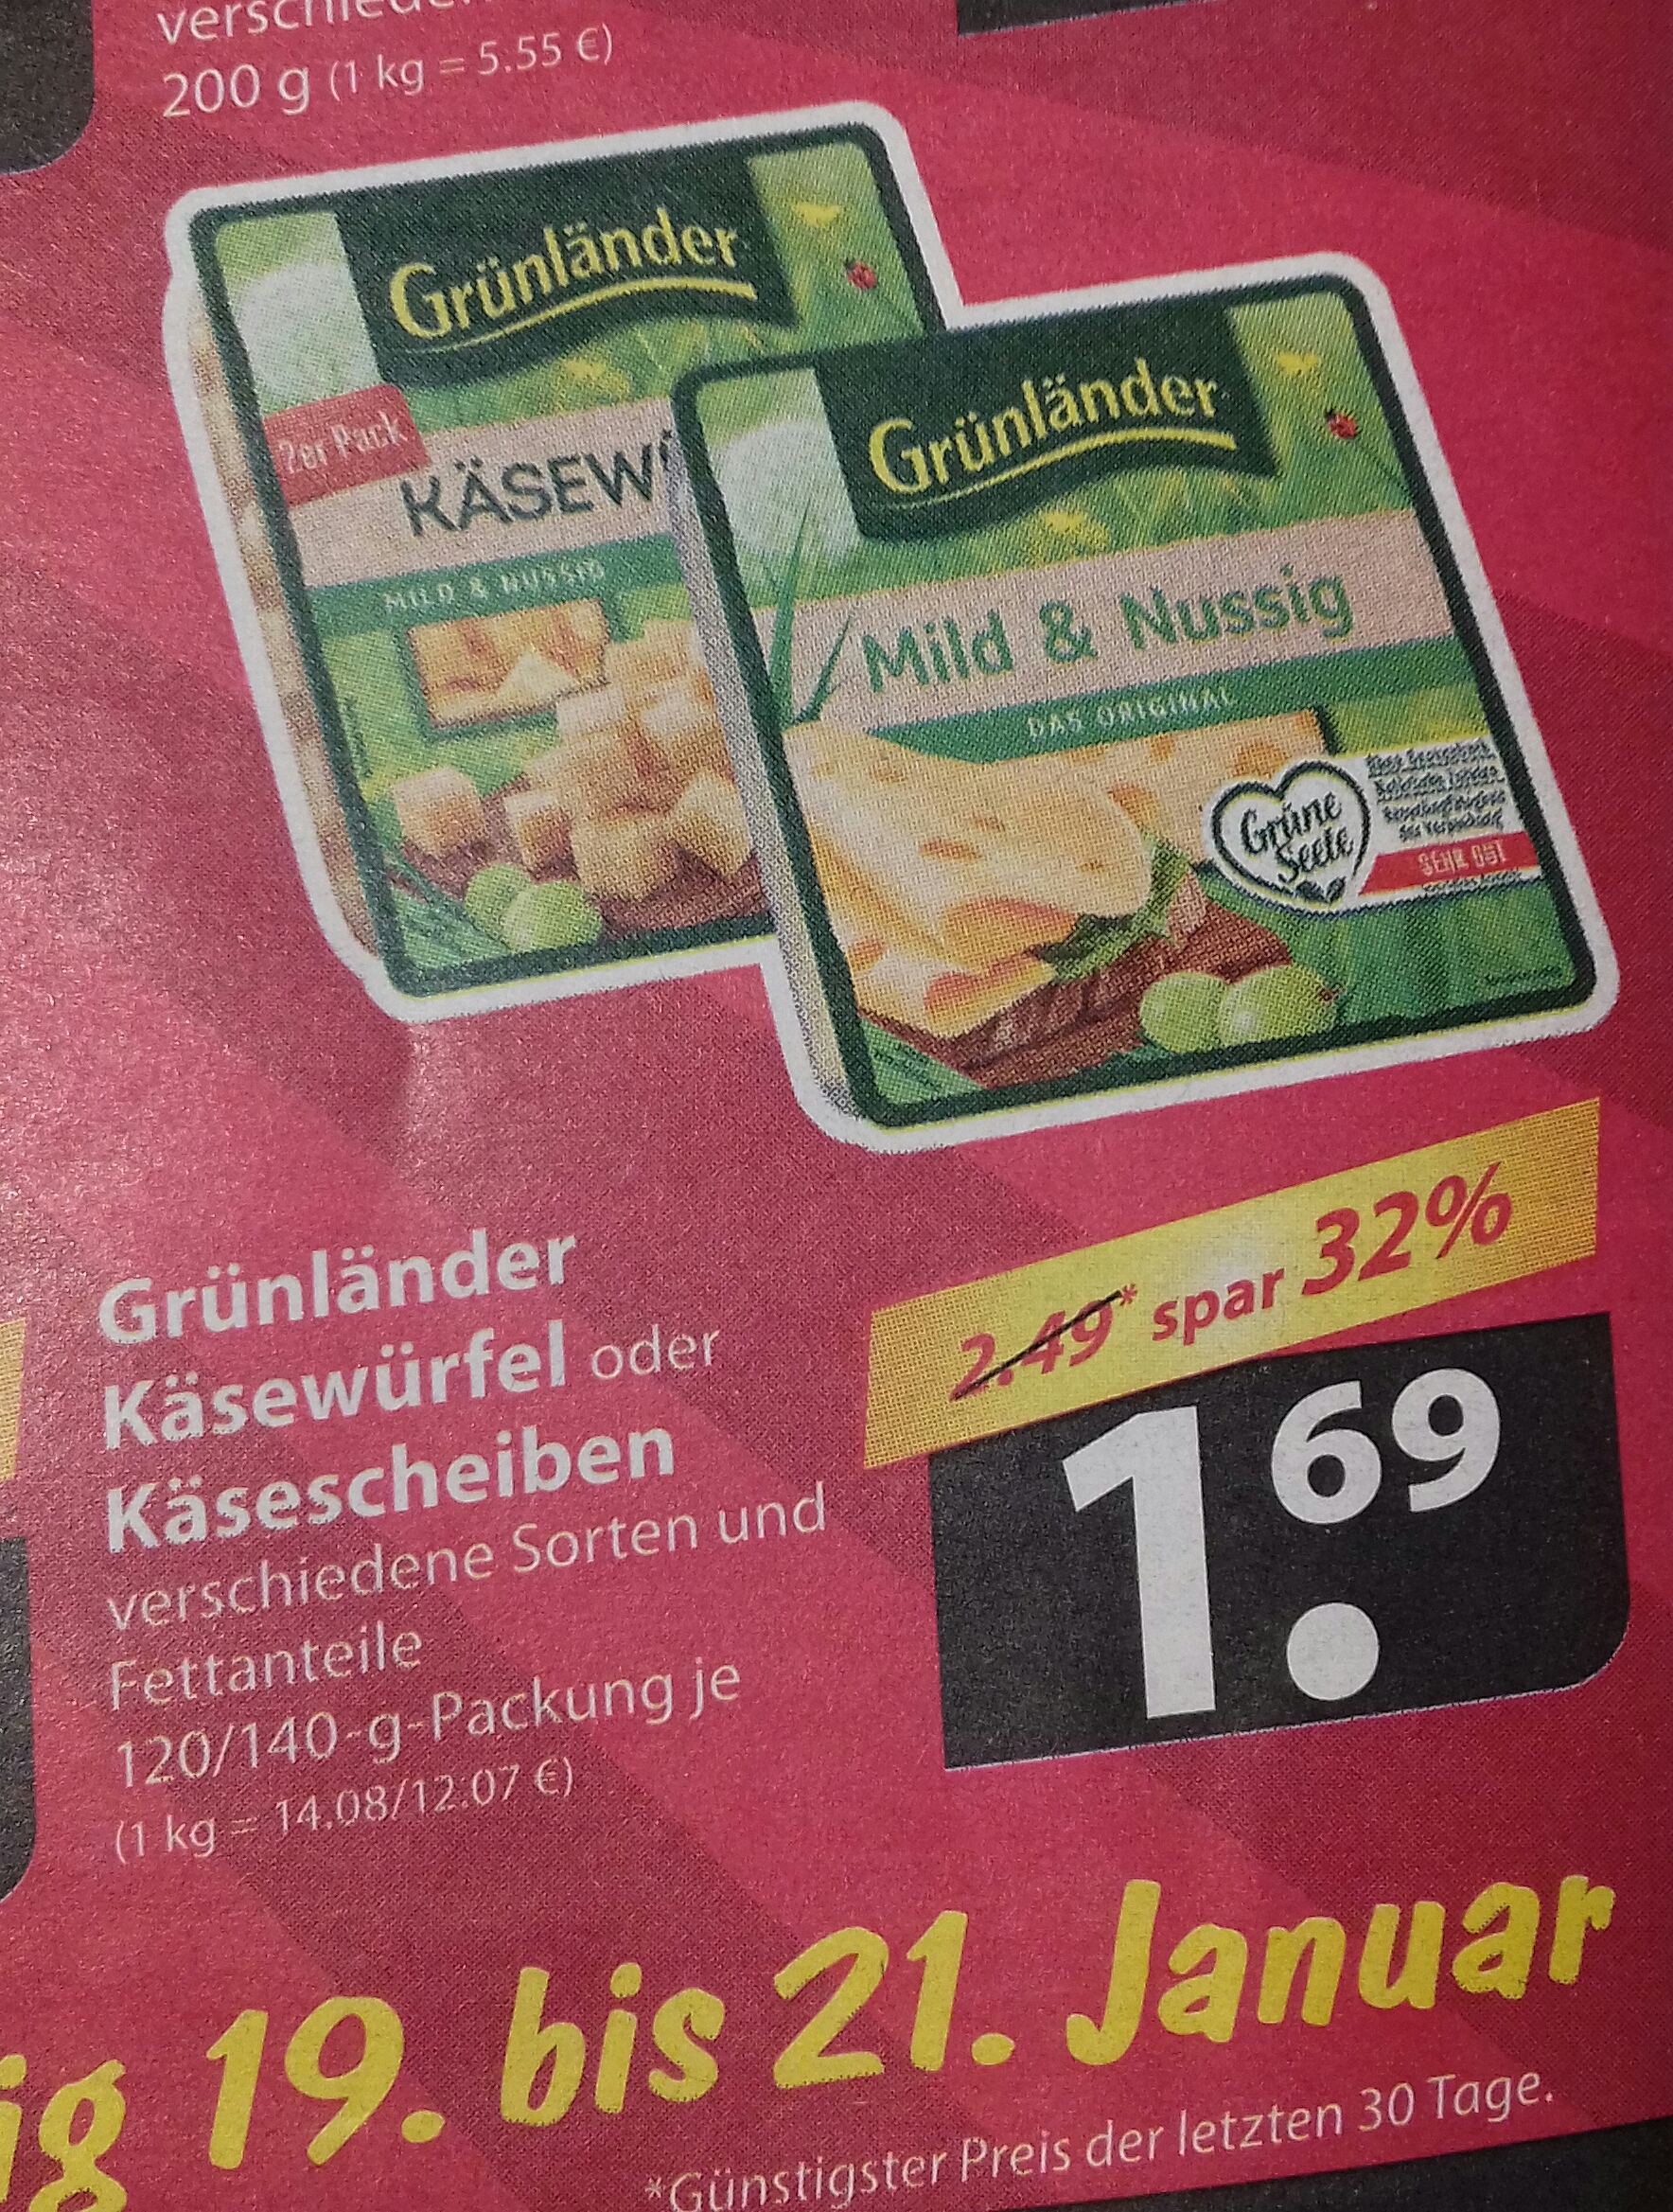 200 g (1 kg = 5.55 €)
Grünländer
2er Pack
MILD & NUSSIG
Grünländer
Mild & Nussig
DAS ORIGINAL
Grüne
Seele
SEHR GUT
Grünländer
Käsewürfel oder
Käsescheiben
verschiedene Sorten und
Fettanteile
120/140-g-Packung je
(1 kg = 14.08/12.07 €)
2.49* spar 32%
1.69
19. bis 21. Januar
*Günstigster Preis der letzten 30 Tage.